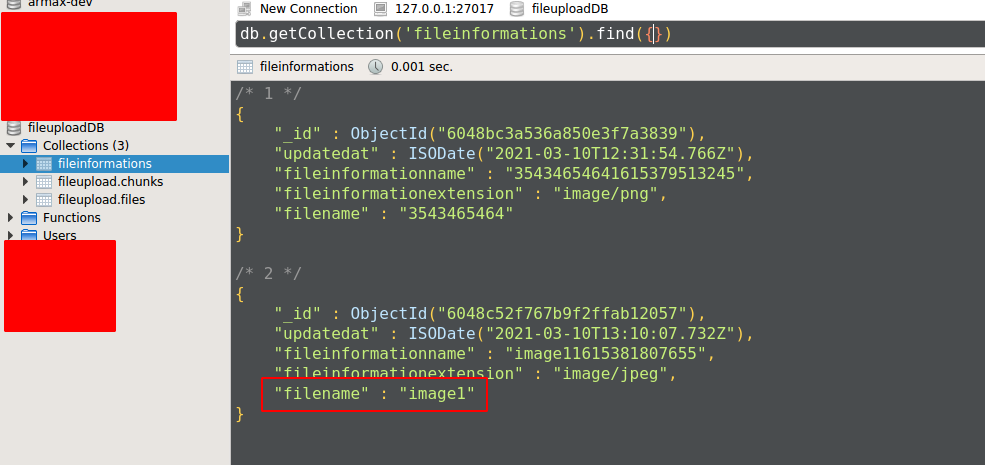 armax-dev
fileuploadDB
Collections (3)
fileinformations
fileupload.chunks
fileupload.files
Functions
Users
New Connection 127.0.0.1:27017 fileuploadDB
db.getCollection('fileinformations').find({})
fileinformations 0.001 sec.
/* 1 */
{
"_id" : ObjectId("6048bc3a536a850e3f7a3839"),
"updatedat" : ISODate("2021-03-10T12:31:54.766Z"),
"fileinformationname" : "35434654641615379513245",
"fileinformationextension" : "image/png",
"filename" : "3543465464"
}
/* 2 */
{
"_id" : ObjectId("6048c52f767b9f2ffab12057"),
"updatedat" : ISODate("2021-03-10T13:10:07.732Z"),
"fileinformationname" : "image11615381807655",
"fileinformationextension" : "image/jpeg",
"filename" : "image1"
}